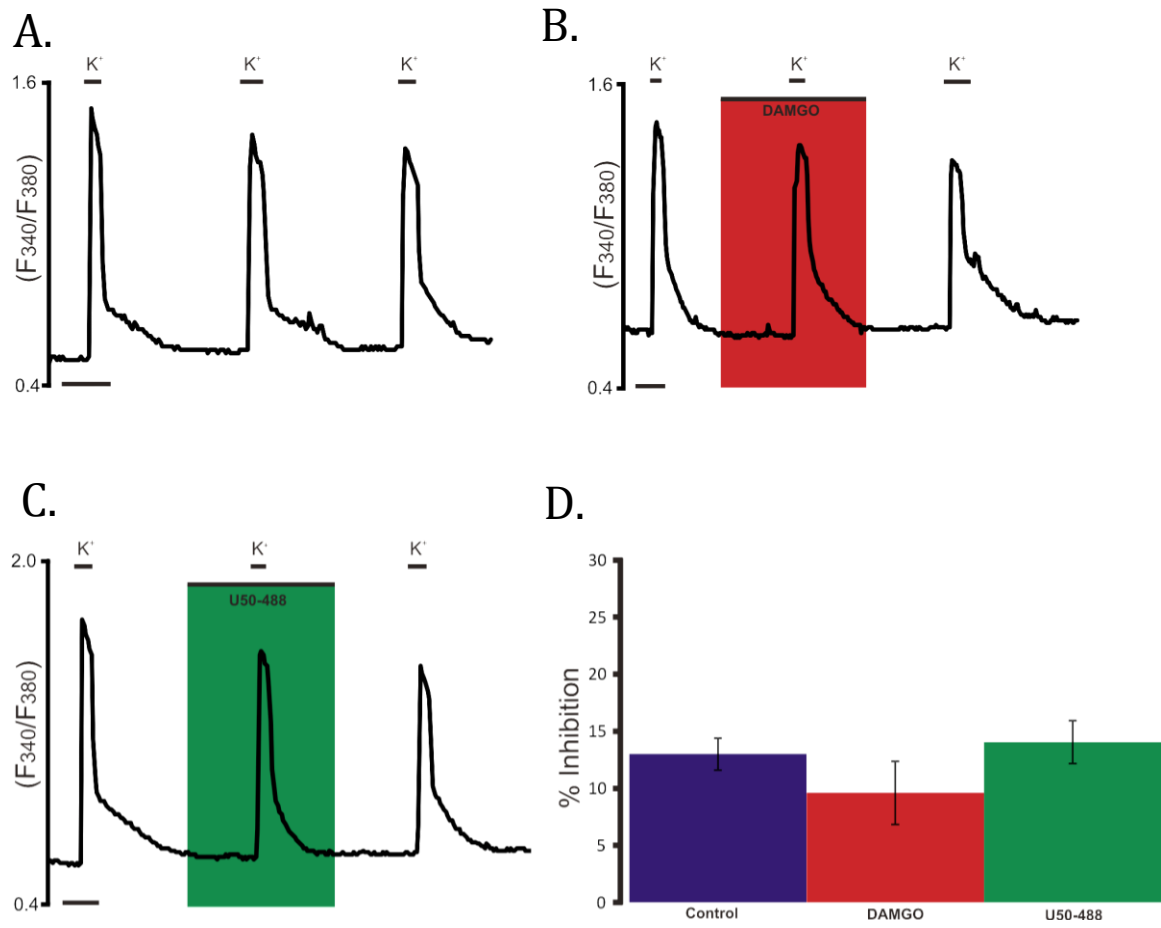 A.
K+ K+ K+
1.6
(F340/F380)
0.4
B.
K+ K+ K+
1.6
DAMGO
(F340/F380)
0.4
C.
K+ K+ K+
2.0
U50-488
(F340/F380)
0.4
D.
30
25
20
15
10
5
0
% Inhibition
Control DAMGO U50-488